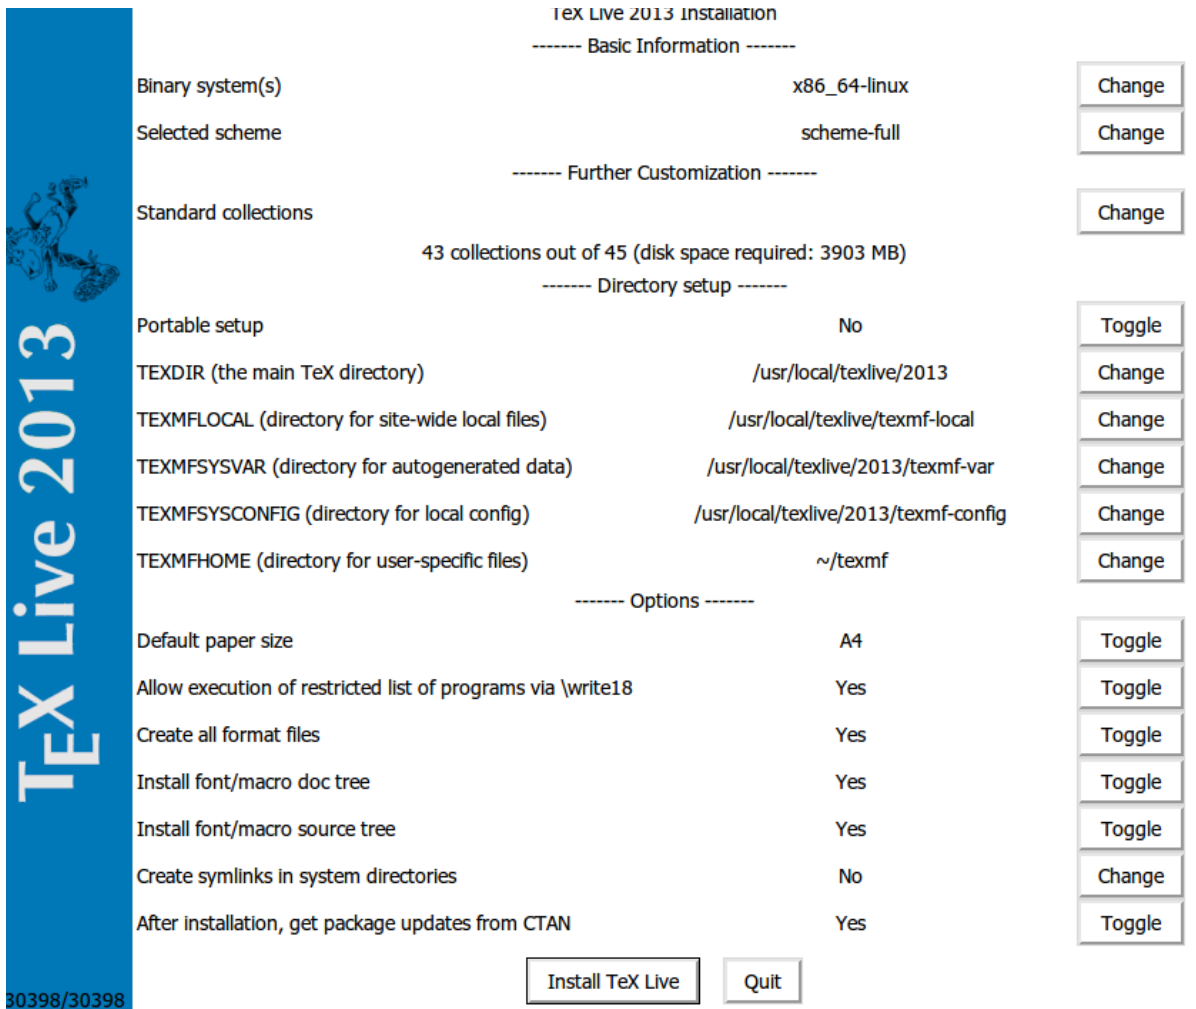 TeX Live 2013 Installation
------- Basic Information -------
Binary system(s) x86_64-linux Change
Selected scheme scheme-full Change
------- Further Customization -------
Standard collections Change
43 collections out of 45 (disk space required: 3903 MB)
------- Directory setup -------
Portable setup No Toggle
TEXDIR (the main TeX directory) /usr/local/texlive/2013 Change
TEXMFLOCAL (directory for site-wide local files) /usr/local/texlive/texmf-local Change
TEXMFSYSVAR (directory for autogenerated data) /usr/local/texlive/2013/texmf-var Change
TEXMFSYSCONFIG (directory for local config) /usr/local/texlive/2013/texmf-config Change
TEXMFHOME (directory for user-specific files) ~/texmf Change
------- Options -------
Default paper size A4 Toggle
Allow execution of restricted list of programs via \write18 Yes Toggle
Create all format files Yes Toggle
Install font/macro doc tree Yes Toggle
Install font/macro source tree Yes Toggle
Create symlinks in system directories No Change
After installation, get package updates from CTAN Yes Toggle
Install TeX Live Quit
TEX Live 2013
30398/30398